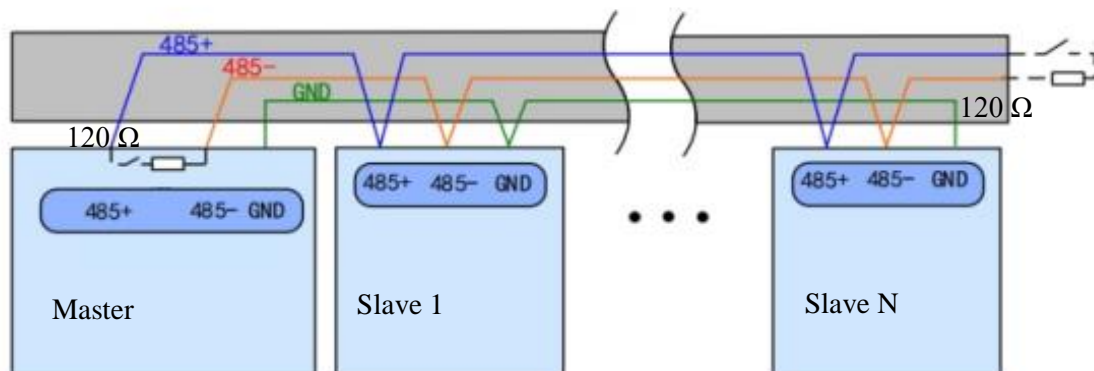 485+
485-
GND
120 Ω
120 Ω
485+ 485- GND
485+ 485- GND
485+ 485- GND
Master
Slave 1
Slave N